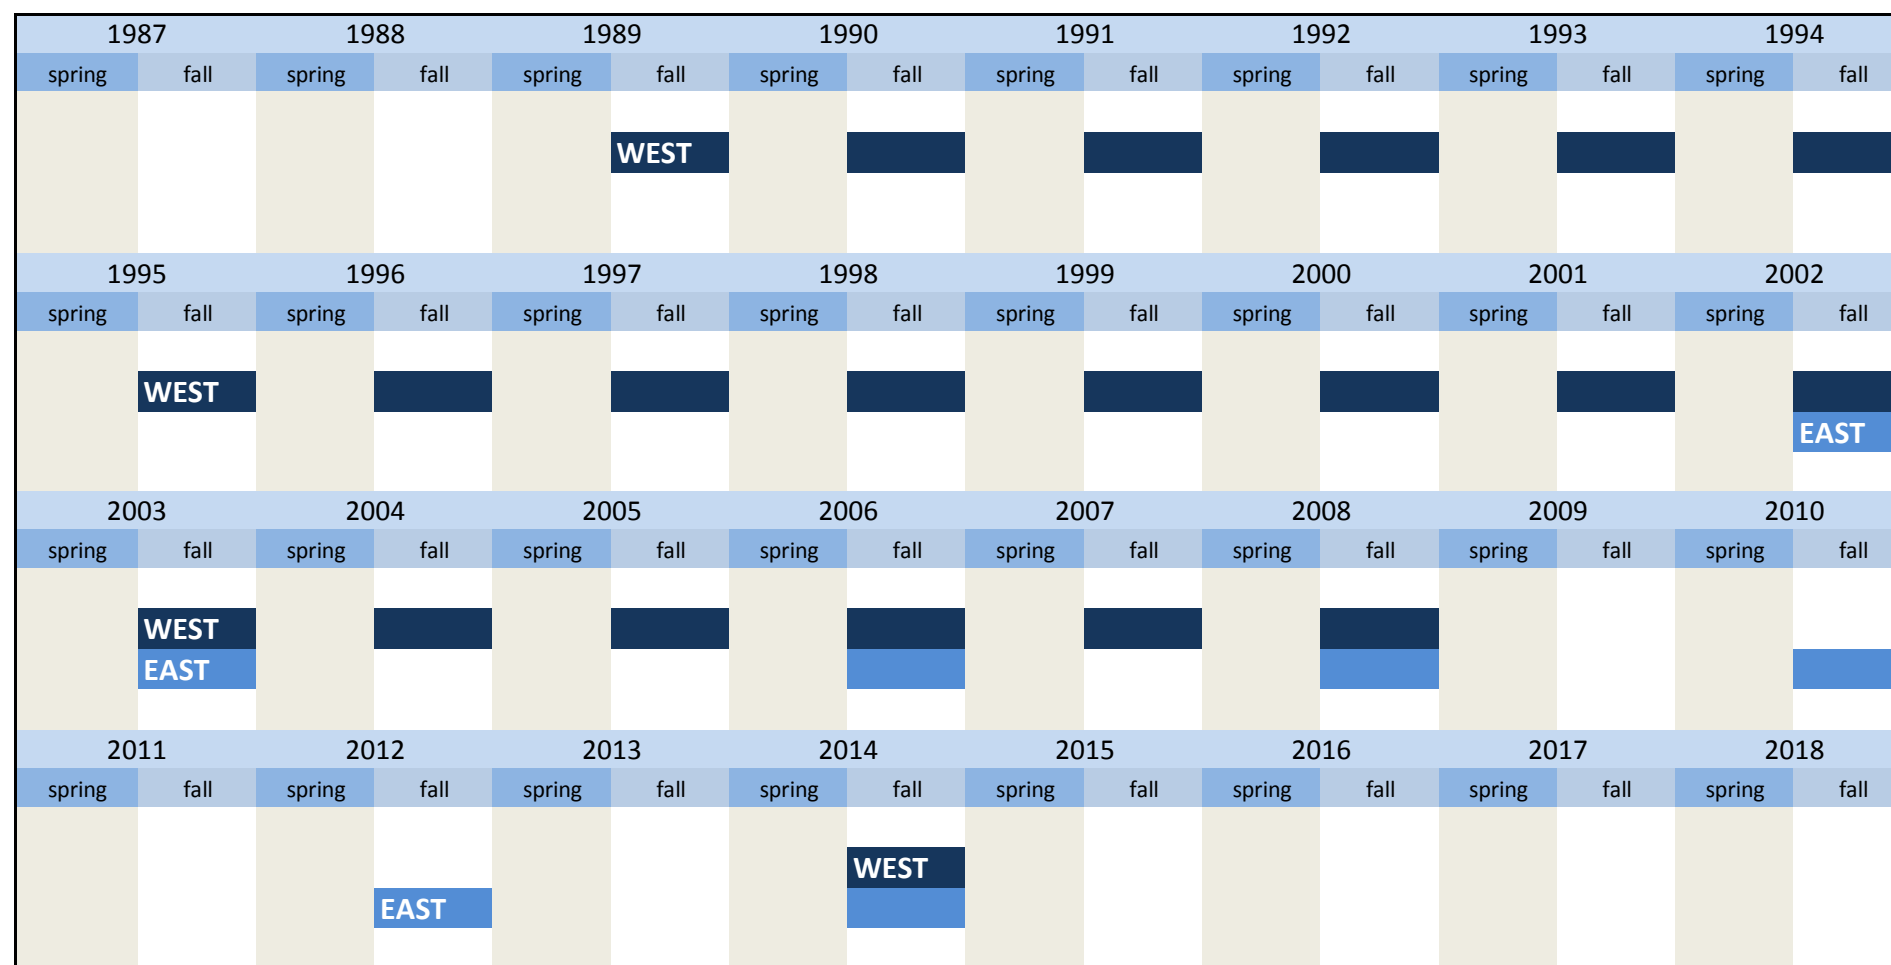 1987 1988 1989 1990 1991 1992 1993 1994
spring fall spring fall spring fall spring fall spring fall spring fall spring fall spring fall
WEST
1995 1996 1997 1998 1999 2000 2001 2002
spring fall spring fall spring fall spring fall spring fall spring fall spring fall spring fall
WEST
EAST
2003 2004 2005 2006 2007 2008 2009 2010
spring fall spring fall spring fall spring fall spring fall spring fall spring fall spring fall
WEST
EAST
2011 2012 2013 2014 2015 2016 2017 2018
spring fall spring fall spring fall spring fall spring fall spring fall spring fall spring fall
WEST
EAST